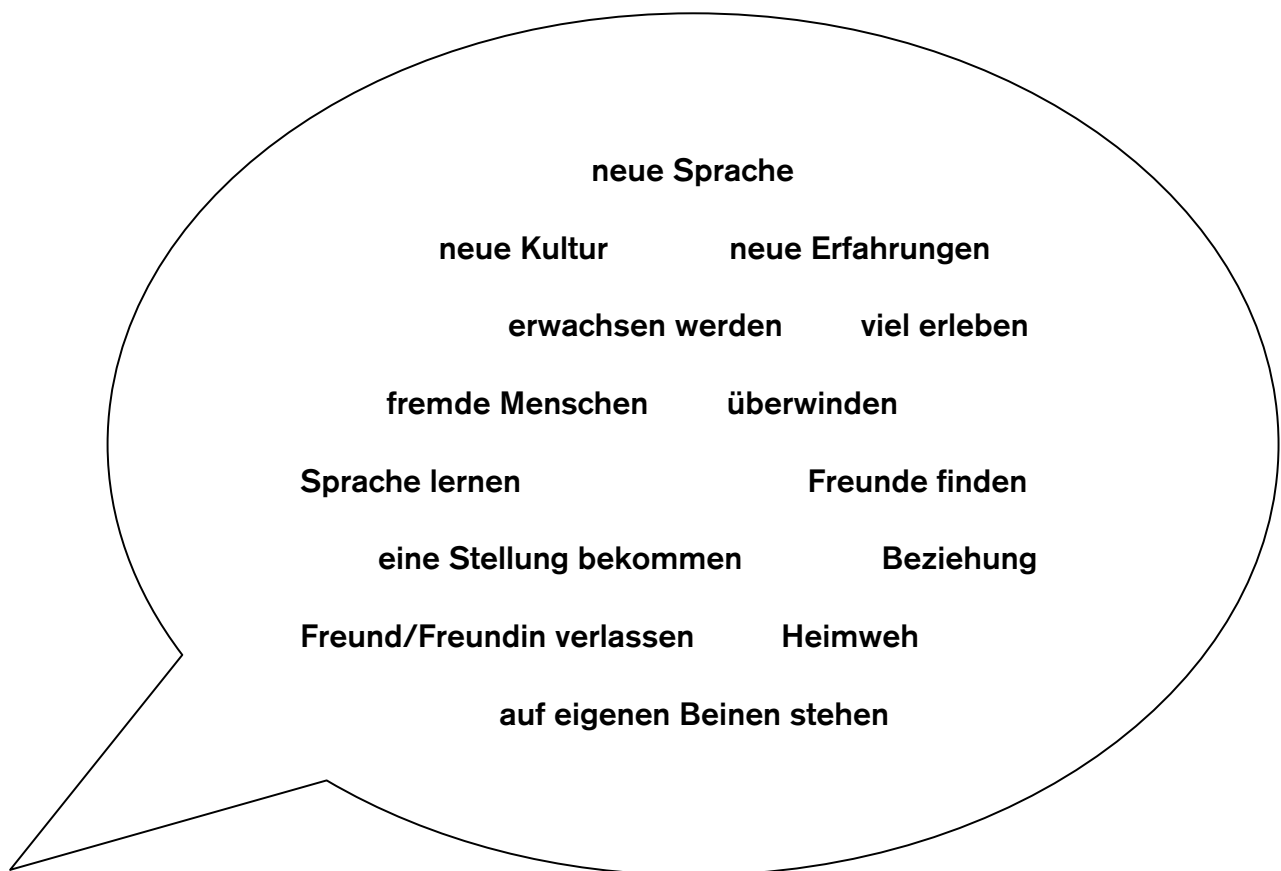 neue Sprache
neue Kultur neue Erfahrungen
erwachsen werden viel erleben
fremde Menschen überwinden
Sprache lernen Freunde finden
eine Stellung bekommen Beziehung
Freund/Freundin verlassen Heimweh
auf eigenen Beinen stehen